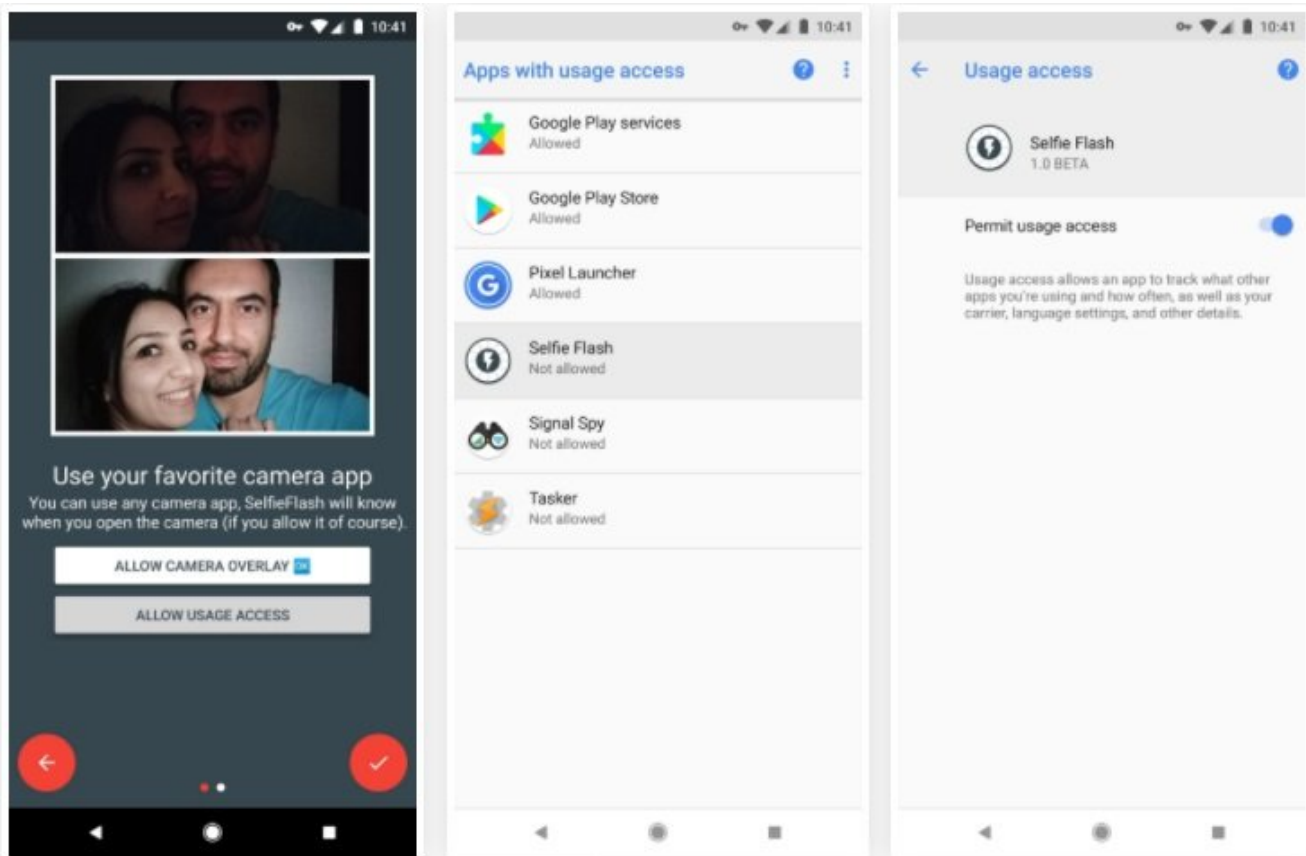 10:41
Use your favorite camera app
You can use any camera app, SelfieFlash will know
when you open the camera (if you allow it of course).
ALLOW CAMERA OVERLAY 🆗
ALLOW USAGE ACCESS
10:41
Apps with usage access
Google Play services
Allowed
Google Play Store
Allowed
Pixel Launcher
Allowed
Selfie Flash
Not allowed
Signal Spy
Not allowed
Tasker
Not allowed
10:41
Usage access
Selfie Flash
1.0 BETA
Permit usage access
Usage access allows an app to track what other
apps you're using and how often, as well as your
carrier, language settings, and other details.